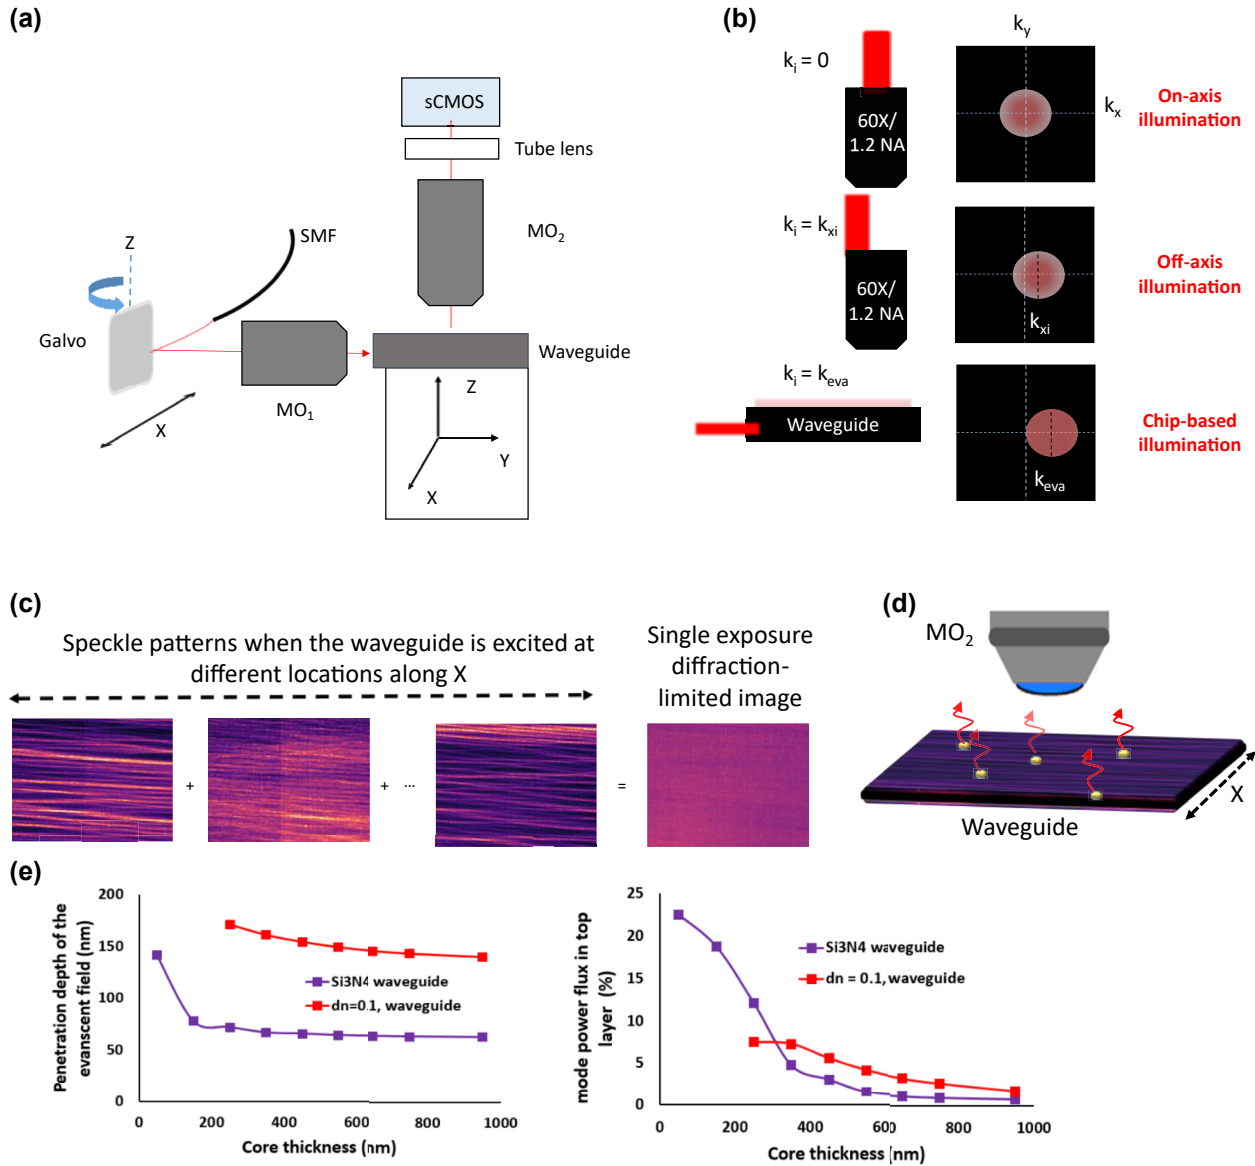 (a)
sCMOS
Tube lens
MO2
SMF
Z
Galvo
X
MO1
Waveguide
Z
Y
X
(b)
ki = 0
60X/
1.2 NA
ky
kx
On-axis
illumination
ki = kxi
60X/
1.2 NA
kxi
Off-axis
illumination
ki = keva
Waveguide
keva
Chip-based
illumination
(c)
Speckle patterns when the waveguide is excited at
different locations along X
Single exposure
diffraction-
limited image
+
+ ...
=
(d)
MO2
Waveguide
X
(e)
Penetration depth of the
evanscent field (nm)
200
150
100
50
0
0 200 400 600 800 1000
Core thickness (nm)
Si3N4 waveguide
dn=0.1, waveguide
mode power flux in top
layer (%)
25
20
15
10
5
0
0 200 400 600 800 1000
Core thickness (nm)
Si3N4 waveguide
dn = 0.1, waveguide